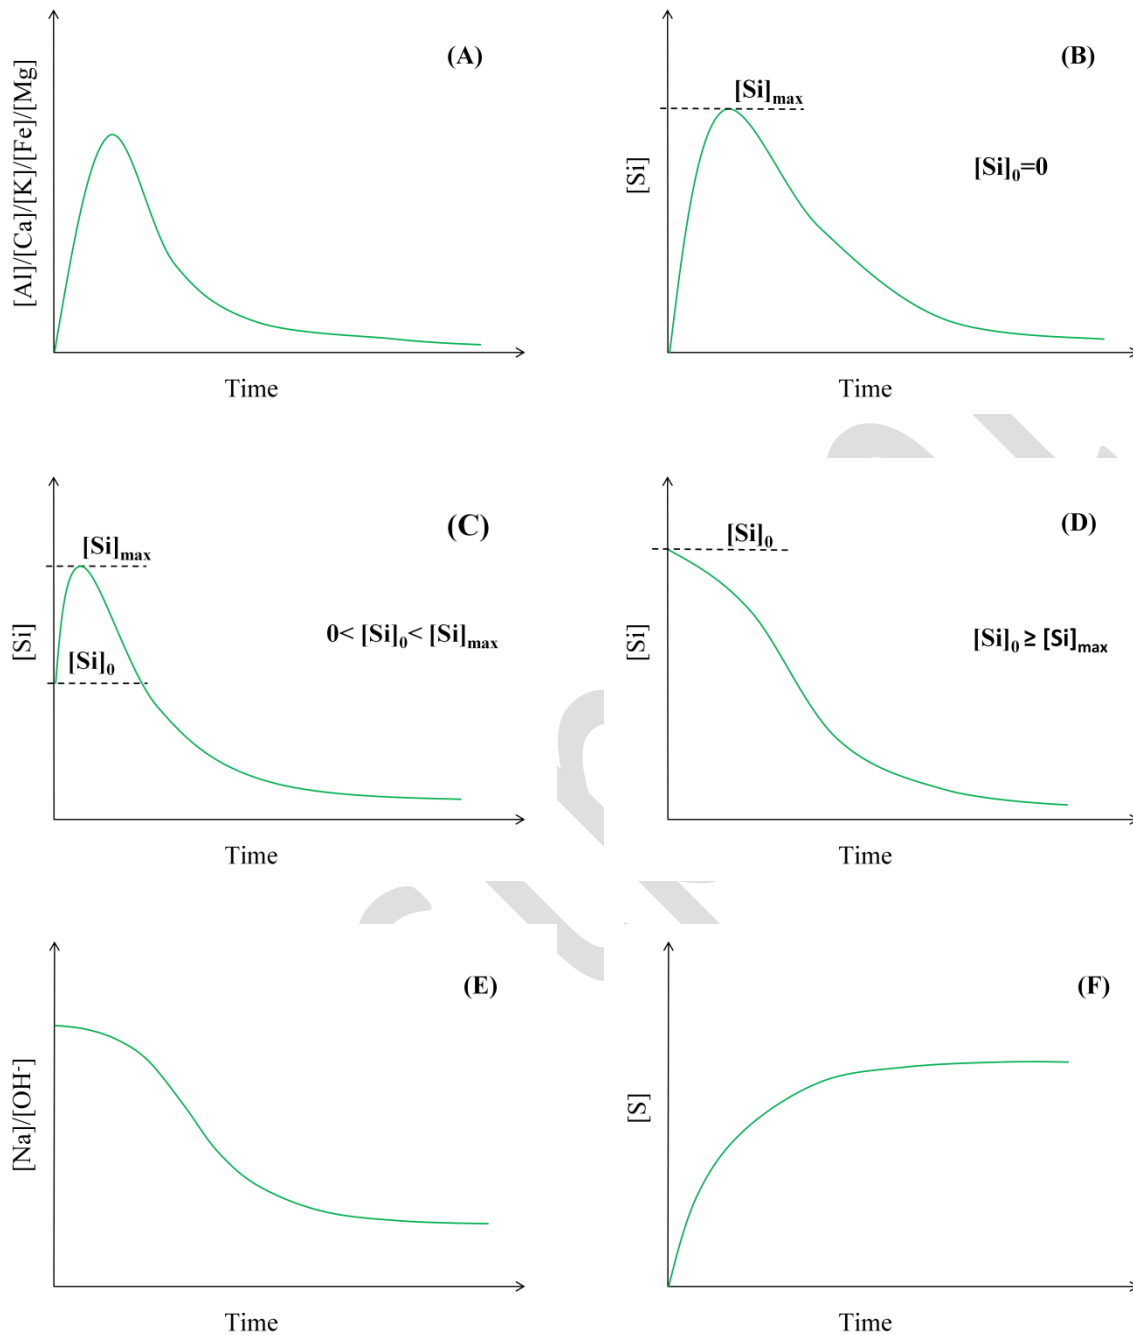 (A)
[Al]/[Ca]/[K]/[Fe]/[Mg]
Time
(B)
[Si]max
[Si]
[Si]0=0
Time
(C)
[Si]max
[Si]
0< [Si]0< [Si]max
[Si]0
Time
(D)
[Si]0
[Si]
[Si]0 ≥ [Si]max
Time
(E)
[Na]/[OH-]
Time
(F)
[S]
Time